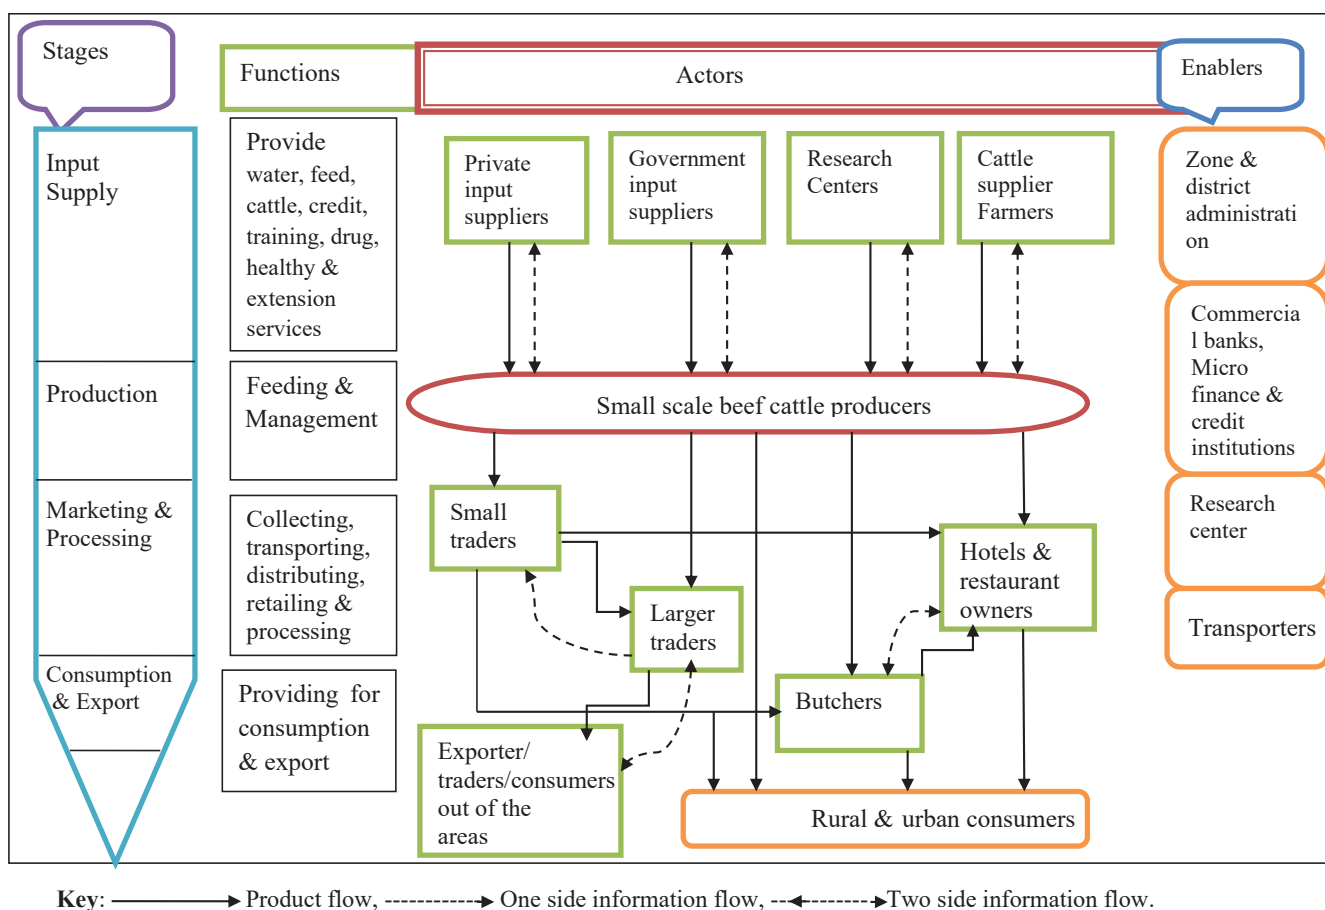 Stages
Functions
Actors
Enablers
Input
Supply
Production
Marketing &
Processing
Consumption
& Export
Provide
water, feed,
cattle, credit,
training, drug,
healthy &
extension
services
Feeding &
Management
Collecting,
transporting,
distributing,
retailing &
processing
Providing for
consumption
& export
Private
input
suppliers
Government
input
suppliers
Research
Centers
Cattle
supplier
Farmers
Small scale beef cattle producers
Small
traders
Larger
traders
Hotels &
restaurant
owners
Butchers
Exporter/
traders/consumers
out of the
areas
Rural & urban consumers
Zone &
district
administrati
on
Commercia
l banks,
Micro
finance &
credit
institutions
Research
center
Transporters
Key: Product flow, One side information flow, Two side information flow.